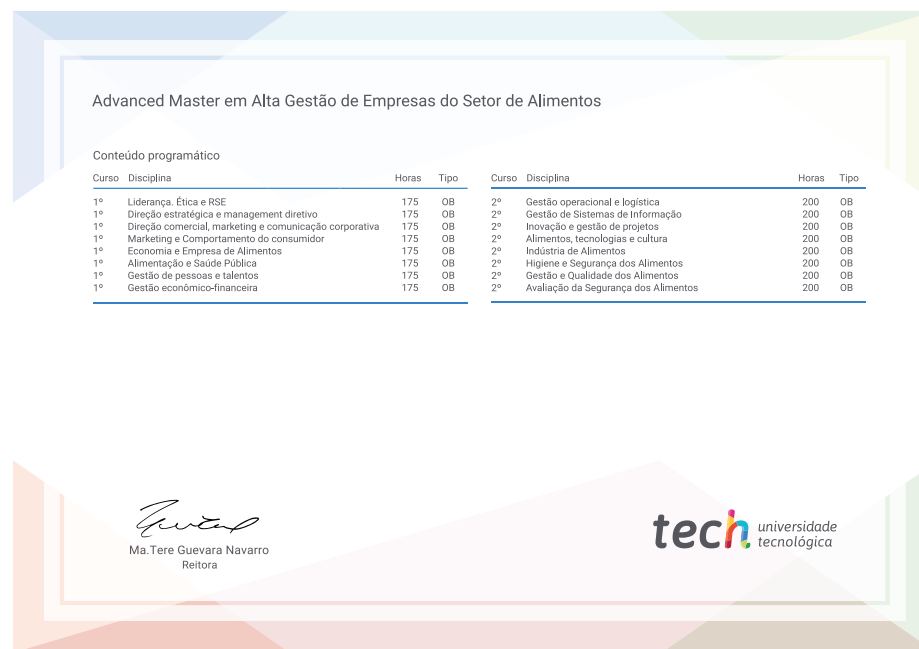 Advanced Master em Alta Gestão de Empresas do Setor de Alimentos
Conteúdo programático
Curso Disciplina Horas Tipo
1º Liderança. Ética e RSE 175 OB
1º Direção estratégica e management diretivo 175 OB
1º Direção comercial, marketing e comunicação corporativa 175 OB
1º Marketing e Comportamento do consumidor 175 OB
1º Economia e Empresa de Alimentos 175 OB
1º Alimentação e Saúde Pública 175 OB
1º Gestão de pessoas e talentos 175 OB
1º Gestão econômico-financeira 175 OB
Curso Disciplina Horas Tipo
2º Gestão operacional e logística 200 OB
2º Gestão de Sistemas de Informação 200 OB
2º Inovação e gestão de projetos 200 OB
2º Alimentos, tecnologias e cultura 200 OB
2º Indústria de Alimentos 200 OB
2º Higiene e Segurança dos Alimentos 200 OB
2º Gestão e Qualidade dos Alimentos 200 OB
2º Avaliação da Segurança dos Alimentos 200 OB
Ma.Tere Guevara Navarro
Reitora
tech universidade
tecnológica